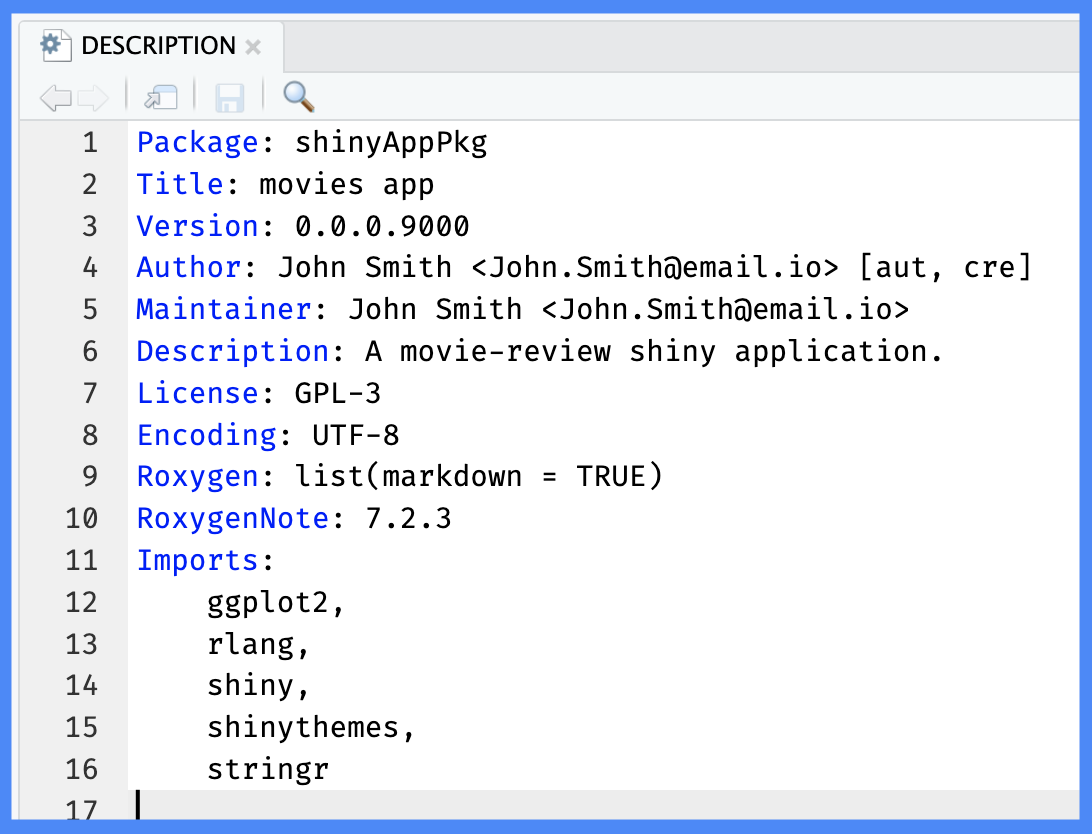 DESCRIPTION
1 Package: shinyAppPkg
2 Title: movies app
3 Version: 0.0.0.9000
4 Author: John Smith <John.Smith@email.io> [aut, cre]
5 Maintainer: John Smith <John.Smith@email.io>
6 Description: A movie-review shiny application.
7 License: GPL-3
8 Encoding: UTF-8
9 Roxygen: list(markdown = TRUE)
10 RoxygenNote: 7.2.3
11 Imports:
12     ggplot2,
13     rlang,
14     shiny,
15     shinythemes,
16     stringr
17